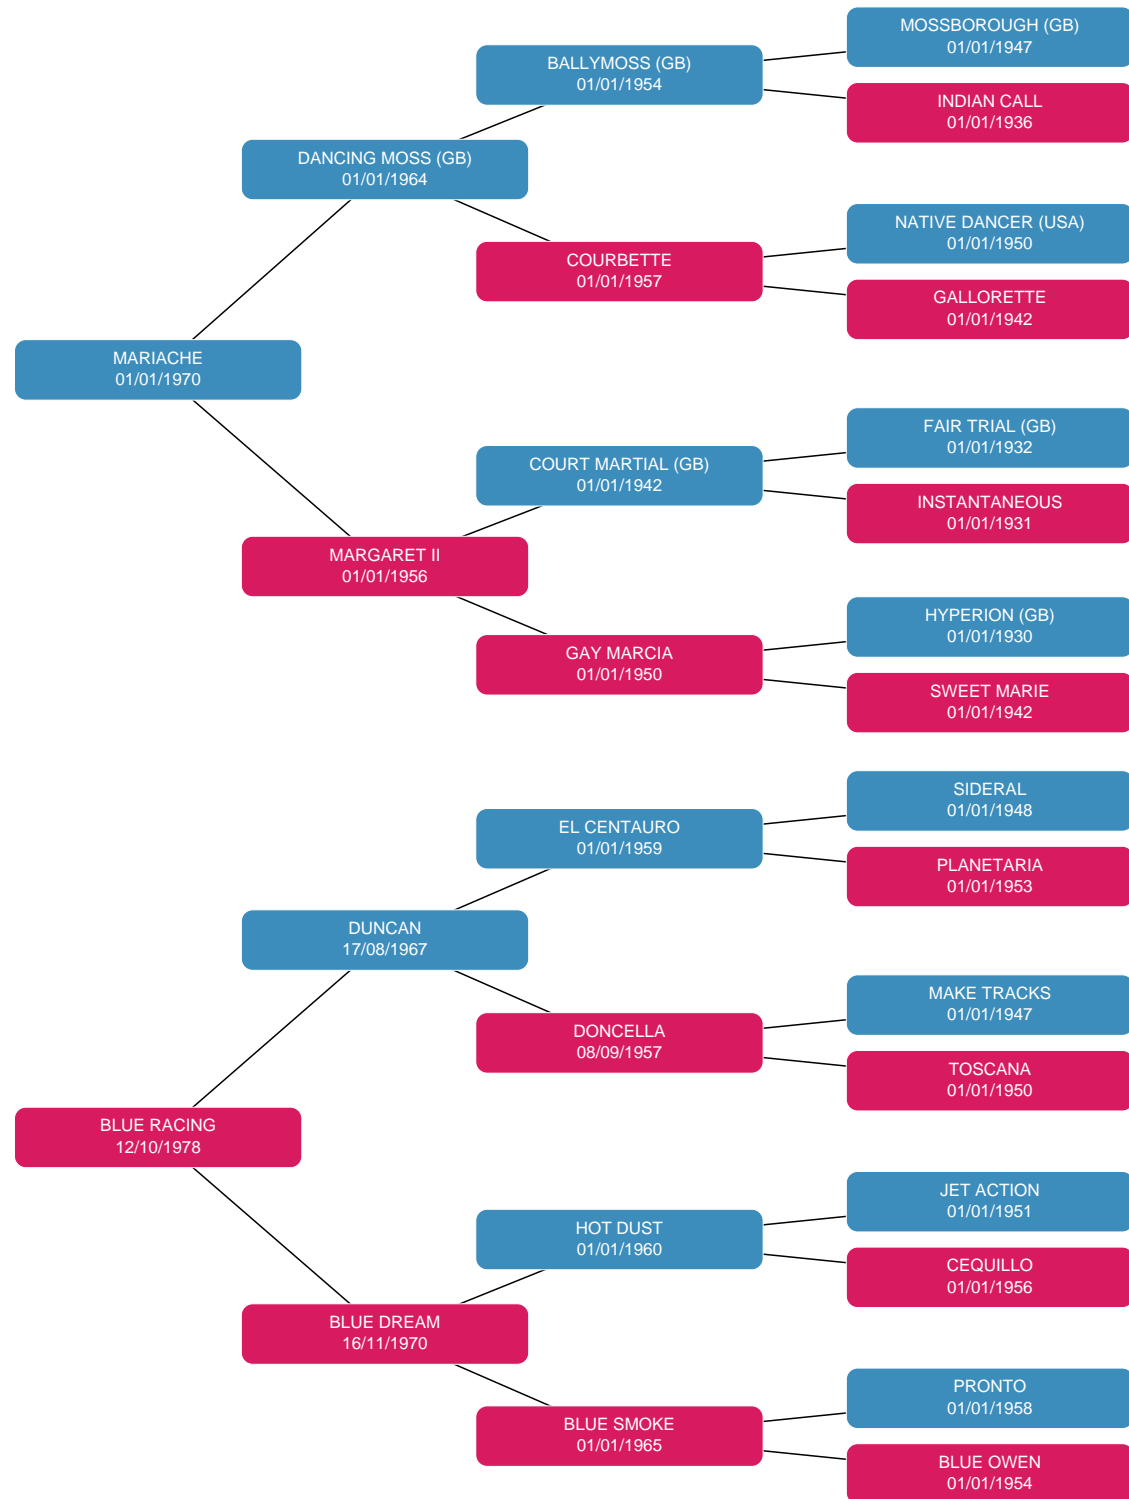 MOSSBOROUGH (GB)
01/01/1947
BALLYMOSS (GB)
01/01/1954
INDIAN CALL
01/01/1936
DANCING MOSS (GB)
01/01/1964
NATIVE DANCER (USA)
01/01/1950
COURBETTE
01/01/1957
GALLORETTE
01/01/1942
MARIACHE
01/01/1970
FAIR TRIAL (GB)
01/01/1932
COURT MARTIAL (GB)
01/01/1942
INSTANTANEOUS
01/01/1931
MARGARET II
01/01/1956
HYPERION (GB)
01/01/1930
GAY MARCIA
01/01/1950
SWEET MARIE
01/01/1942
SIDERAL
01/01/1948
EL CENTAURO
01/01/1959
PLANETARIA
01/01/1953
DUNCAN
17/08/1967
MAKE TRACKS
01/01/1947
DONCELLA
08/09/1957
TOSCANA
01/01/1950
BLUE RACING
12/10/1978
JET ACTION
01/01/1951
HOT DUST
01/01/1960
CEQUILLO
01/01/1956
BLUE DREAM
16/11/1970
PRONTO
01/01/1958
BLUE SMOKE
01/01/1965
BLUE OWEN
01/01/1954